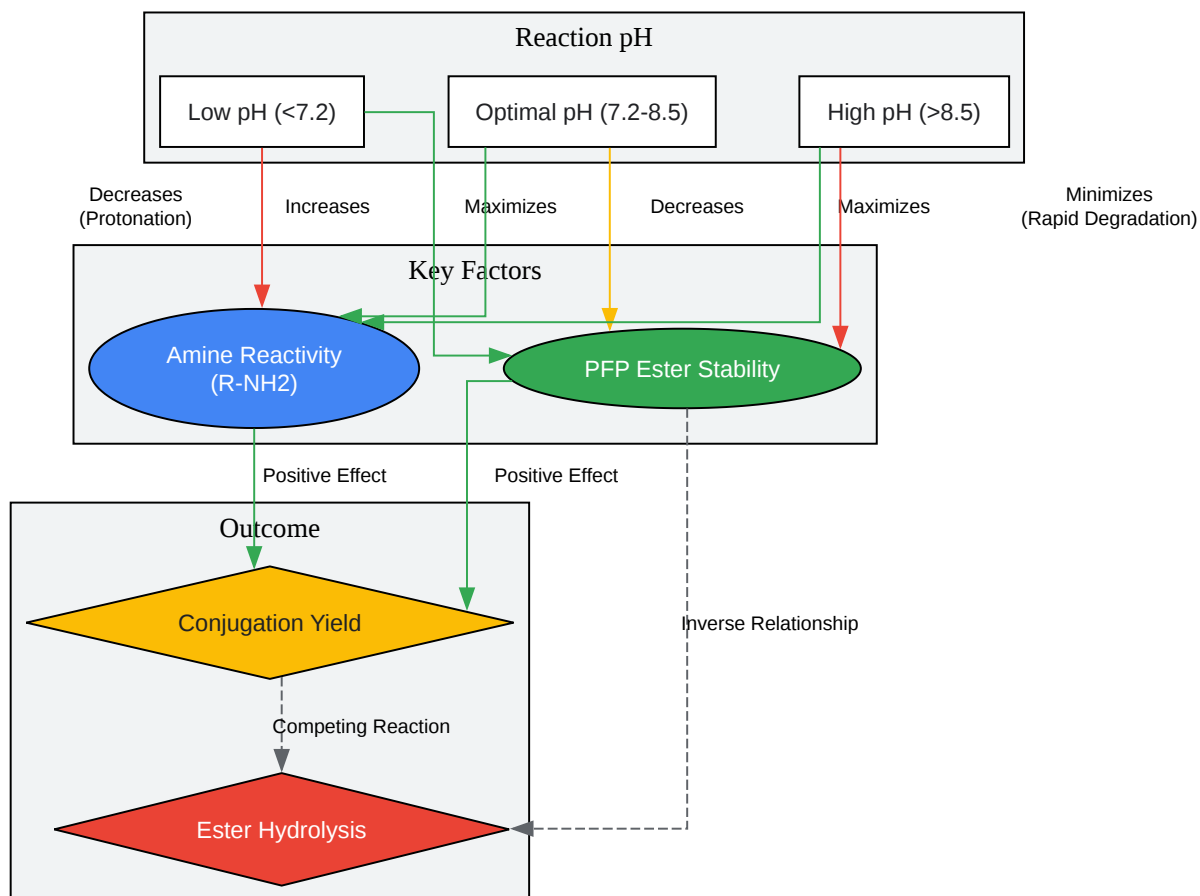 Reaction pH
Low pH (<7.2)
Optimal pH (7.2-8.5)
High pH (>8.5)
Decreases
(Protonation)
Increases
Maximizes
Decreases
Maximizes
Minimizes
(Rapid Degradation)
Key Factors
Amine Reactivity
(R-NH2)
PFP Ester Stability
Positive Effect
Positive Effect
Outcome
Conjugation Yield
Inverse Relationship
Competing Reaction
Ester Hydrolysis